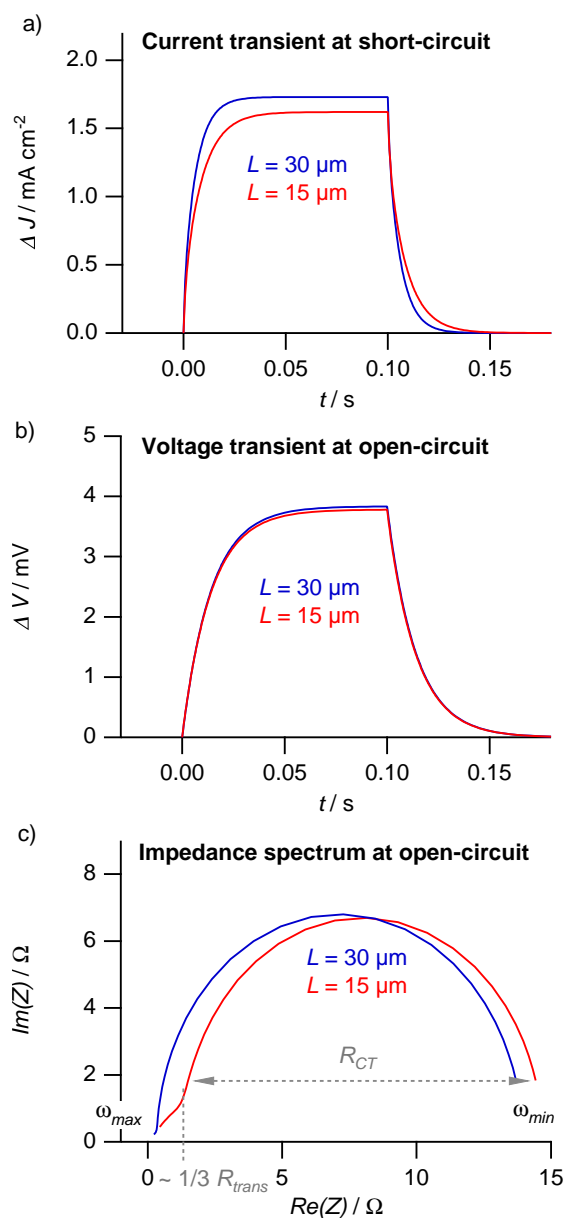 a)
Current transient at short-circuit
2.0
1.5
1.0
0.5
0.0
Δ J / mA cm-2
L = 30 µm
L = 15 µm
0.00 0.05 0.10 0.15
t / s
b)
Voltage transient at open-circuit
5
4
3
2
1
0
Δ V / mV
L = 30 µm
L = 15 µm
0.00 0.05 0.10 0.15
t / s
c)
Impedance spectrum at open-circuit
8
6
4
2
0
Im(Z) / Ω
L = 30 µm
L = 15 µm
RCT
ωmax
ωmin
0 5 10 15
~ 1/3 Rtrans
Re(Z) / Ω